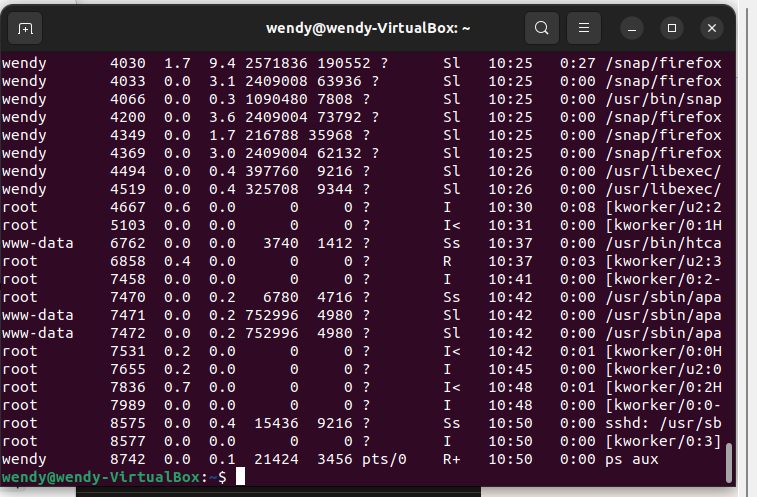 wendy@wendy-VirtualBox: ~
wendy 4030 1.7 9.4 2571836 190552 ? Sl 10:25 0:27 /snap/firefox
wendy 4033 0.0 3.1 2409008 63936 ? Sl 10:25 0:00 /snap/firefox
wendy 4066 0.0 0.3 1090480 7808 ? Sl 10:25 0:00 /usr/bin/snap
wendy 4200 0.0 3.6 2409004 73792 ? Sl 10:25 0:00 /snap/firefox
wendy 4349 0.0 1.7 216788 35968 ? Sl 10:25 0:00 /snap/firefox
wendy 4369 0.0 3.0 2409004 62132 ? Sl 10:25 0:00 /snap/firefox
wendy 4494 0.0 0.4 397760 9216 ? Sl 10:26 0:00 /usr/libexec/
wendy 4519 0.0 0.4 325708 9344 ? Sl 10:26 0:00 /usr/libexec/
root 4667 0.6 0.0 0 0 ? I 10:30 0:08 [kworker/u2:2
root 5103 0.0 0.0 0 0 ? I< 10:31 0:00 [kworker/0:1H
www-data 6762 0.0 0.0 3740 1412 ? Ss 10:37 0:00 /usr/bin/htca
root 6858 0.4 0.0 0 0 ? R 10:37 0:03 [kworker/u2:3
root 7458 0.0 0.0 0 0 ? I 10:41 0:00 [kworker/0:2-
root 7470 0.0 0.2 6780 4716 ? Ss 10:42 0:00 /usr/sbin/apa
www-data 7471 0.0 0.2 752996 4980 ? Sl 10:42 0:00 /usr/sbin/apa
www-data 7472 0.0 0.2 752996 4980 ? Sl 10:42 0:00 /usr/sbin/apa
root 7531 0.2 0.0 0 0 ? I< 10:42 0:01 [kworker/0:0H
root 7655 0.2 0.0 0 0 ? I 10:45 0:00 [kworker/u2:0
root 7836 0.7 0.0 0 0 ? I< 10:48 0:01 [kworker/0:2H
root 7989 0.0 0.0 0 0 ? I 10:48 0:00 [kworker/0:0-
root 8575 0.0 0.4 15436 9216 ? Ss 10:50 0:00 sshd: /usr/sb
root 8577 0.0 0.0 0 0 ? I 10:50 0:00 [kworker/0:3]
wendy 8742 0.0 0.1 21424 3456 pts/0 R+ 10:50 0:00 ps aux
wendy@wendy-VirtualBox:~$